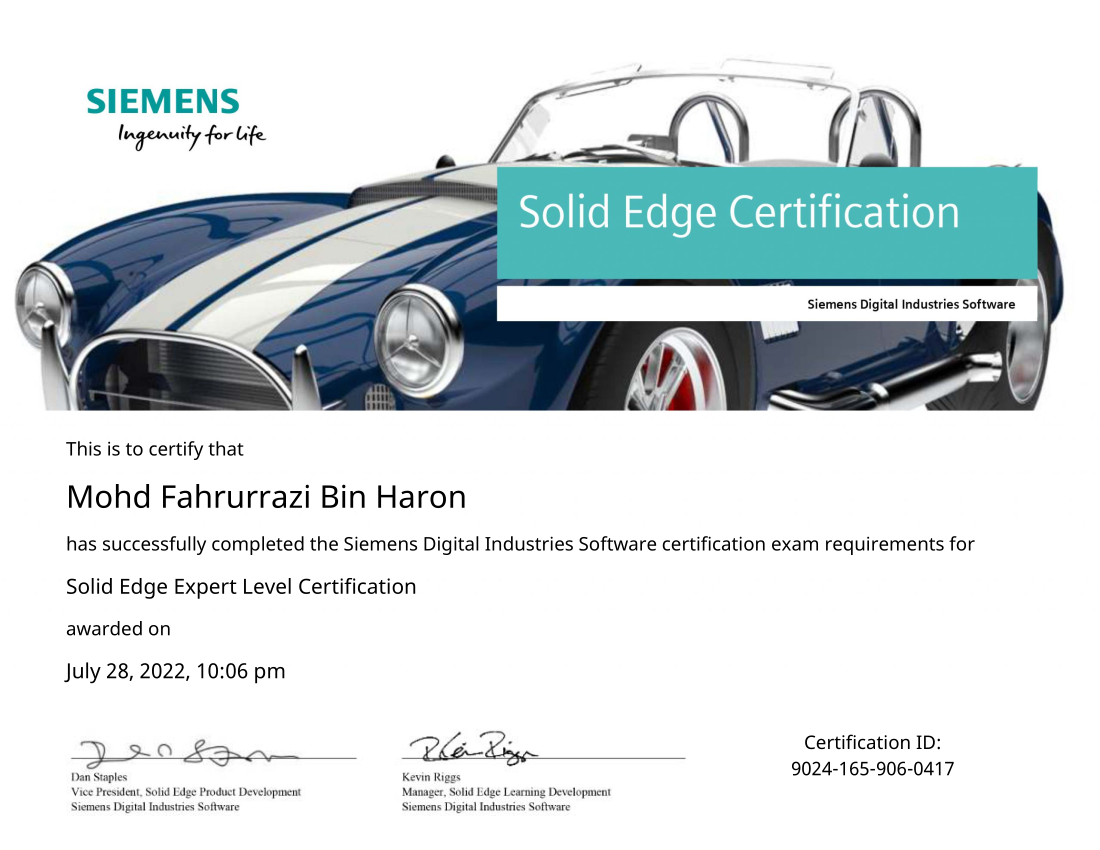 SIEMENS
Ingenuity for life
Solid Edge Certification
Siemens Digital Industries Software
This is to certify that
Mohd Fahrurrazi Bin Haron
has successfully completed the Siemens Digital Industries Software certification exam requirements for
Solid Edge Expert Level Certification
awarded on
July 28, 2022, 10:06 pm
Dan Staples
Vice President, Solid Edge Product Development
Siemens Digital Industries Software
Kevin Riggs
Manager, Solid Edge Learning Development
Siemens Digital Industries Software
Certification ID:
9024-165-906-0417